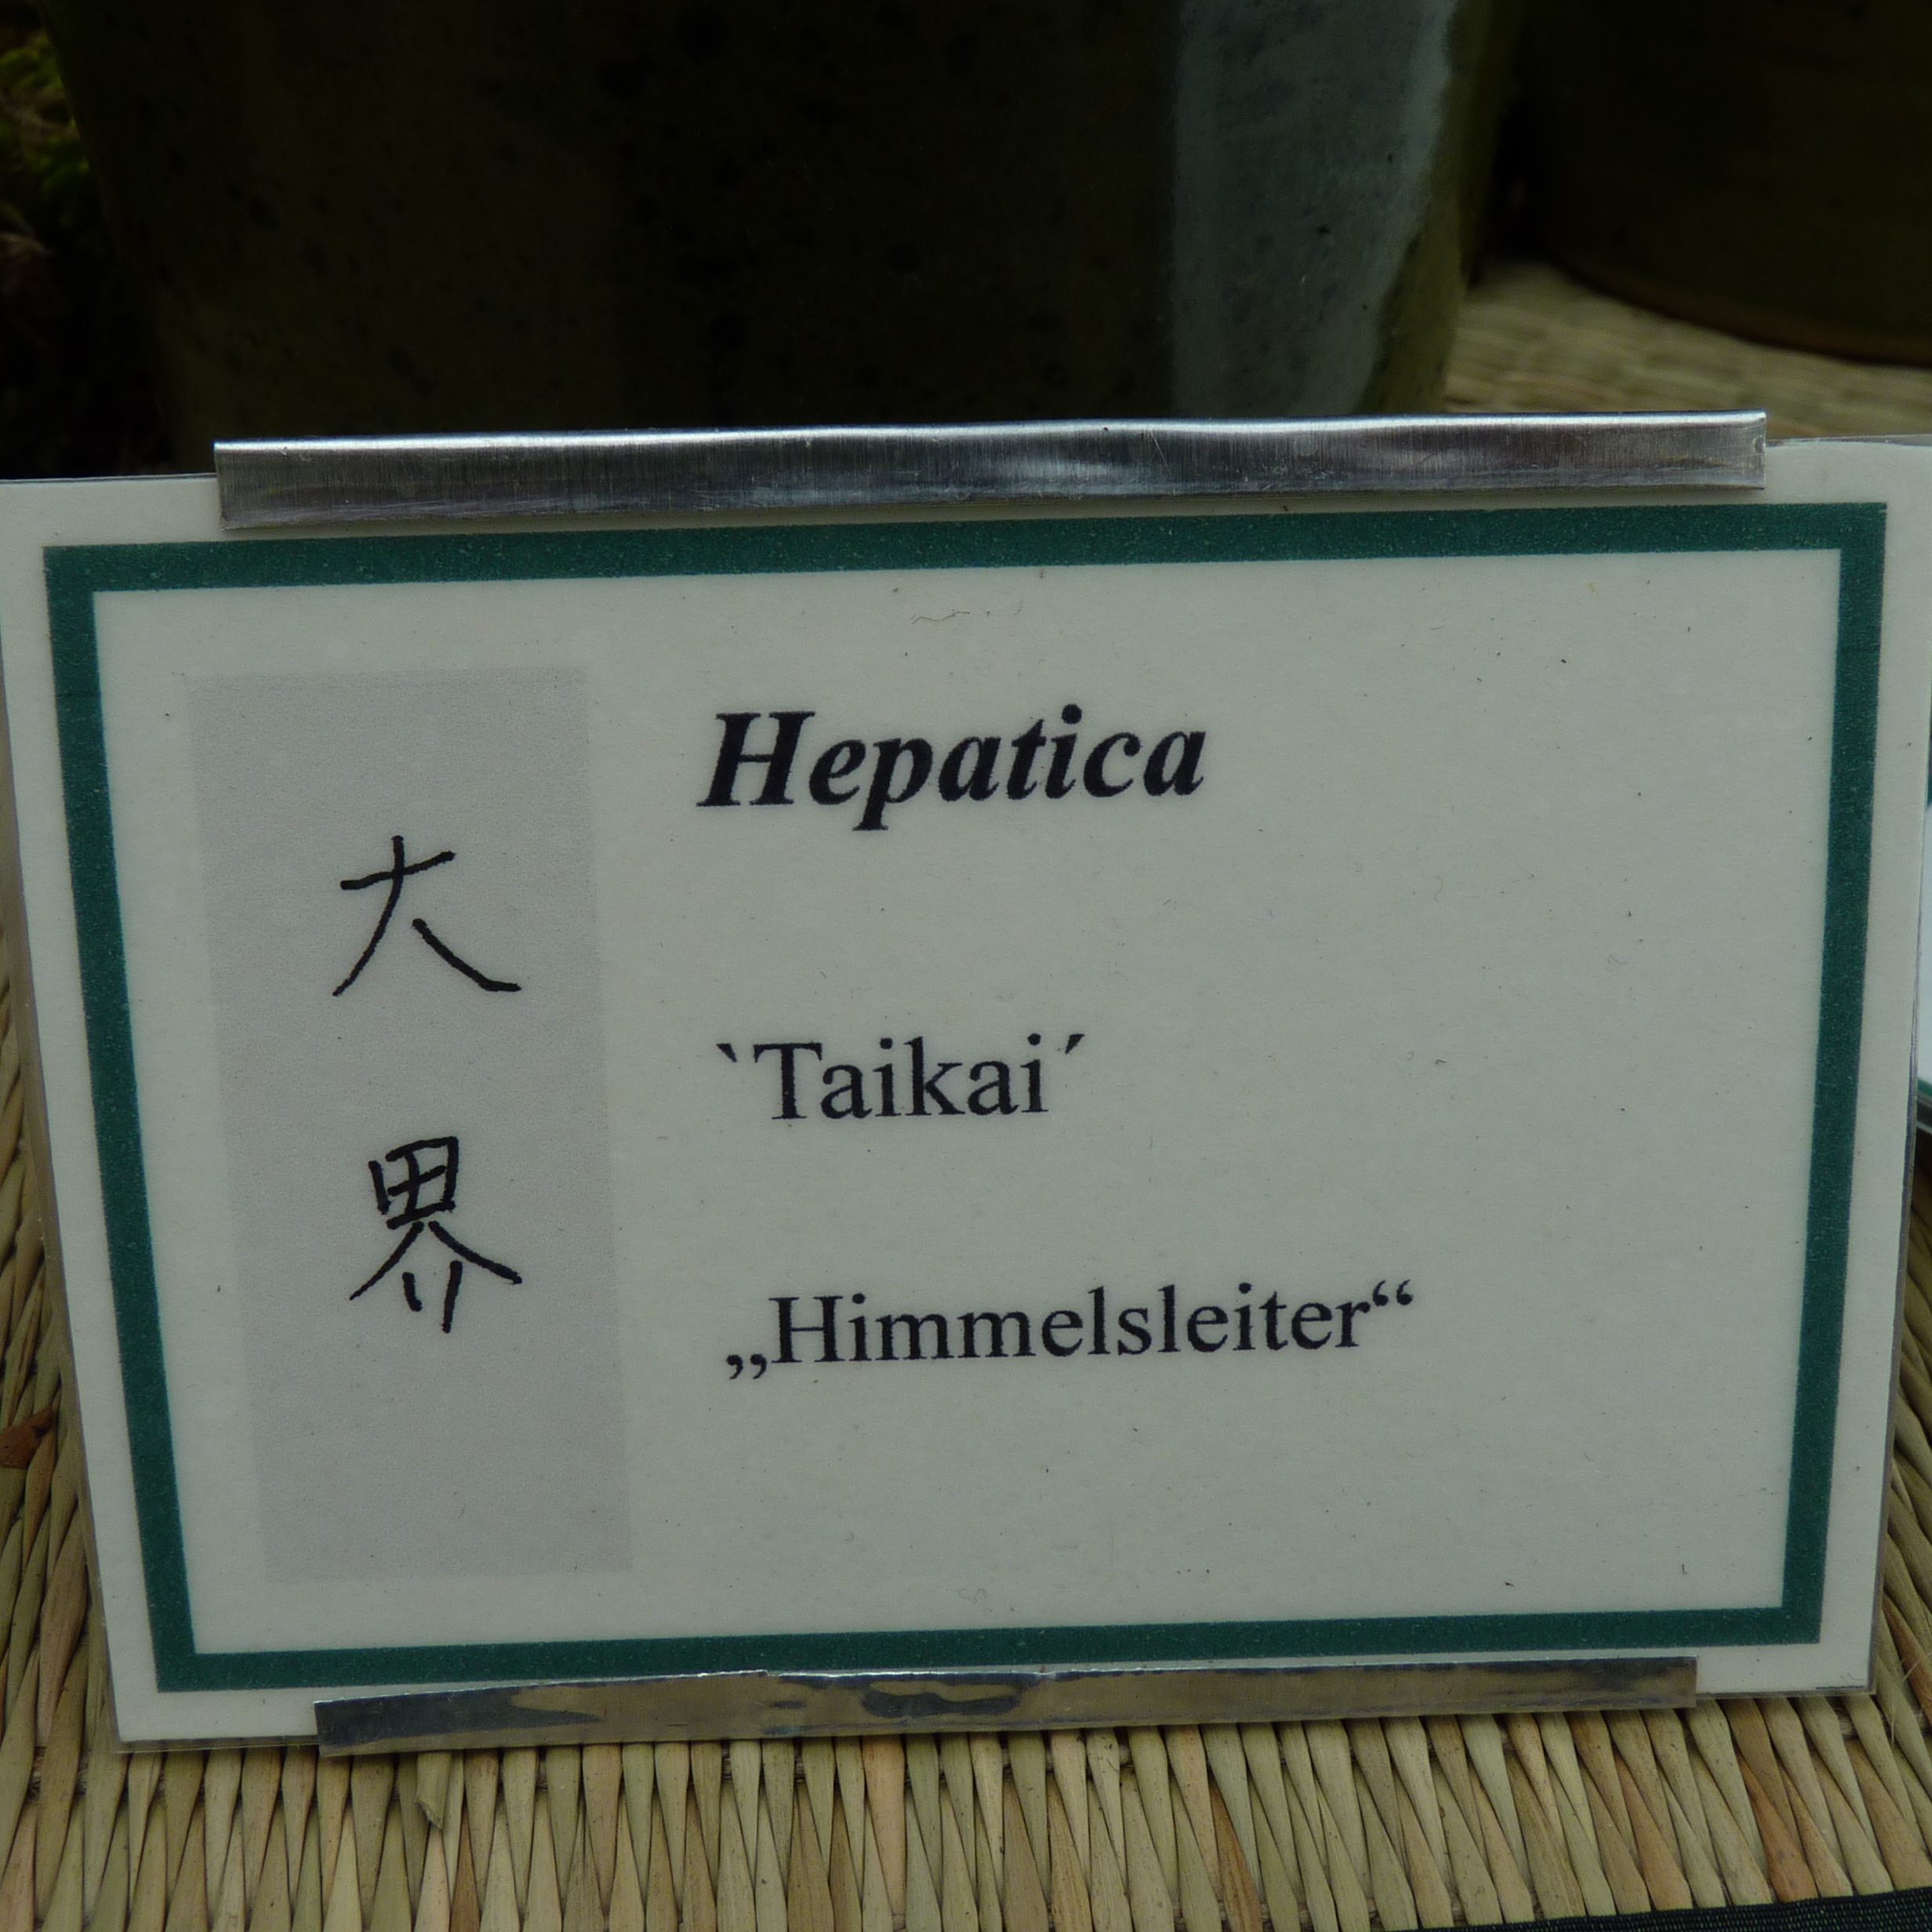 大界
Hepatica
`Taikai´
„Himmelsleiter“